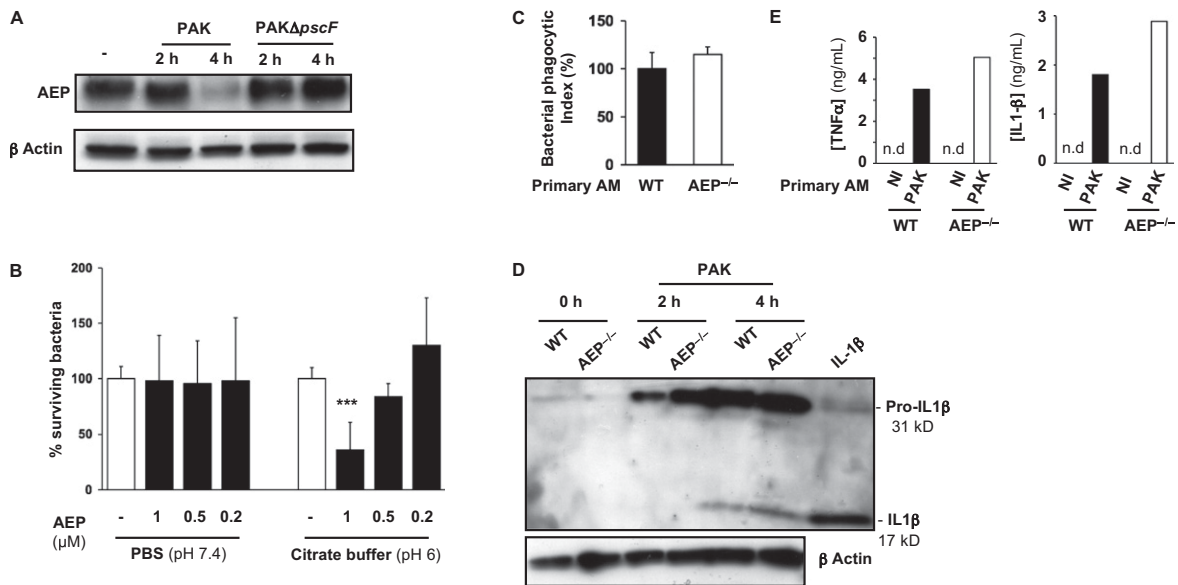 A
PAK PAKΔpscF
- 2 h 4 h 2 h 4 h
AEP
β Actin
B
% surviving bacteria
200
150
100
50
0
***
AEP (μM)
- 1 0.5 0.2 - 1 0.5 0.2
PBS (pH 7.4) Citrate buffer (pH 6)
C
Bacterial phagocytic
Index (%)
150
100
50
0
Primary AM WT AEP–/–
D
PAK
0 h 2 h 4 h
WT AEP–/– WT AEP–/– WT AEP–/– IL-1β
- Pro-IL1β
31 kD
- IL1β
17 kD
β Actin
E
[TNFα] (ng/mL)
6
4
2
0
n.d n.d
NI PAK NI PAK
Primary AM
WT AEP–/–
[IL1-β] (ng/mL)
3
2
1
0
n.d n.d
NI PAK NI PAK
WT AEP–/–